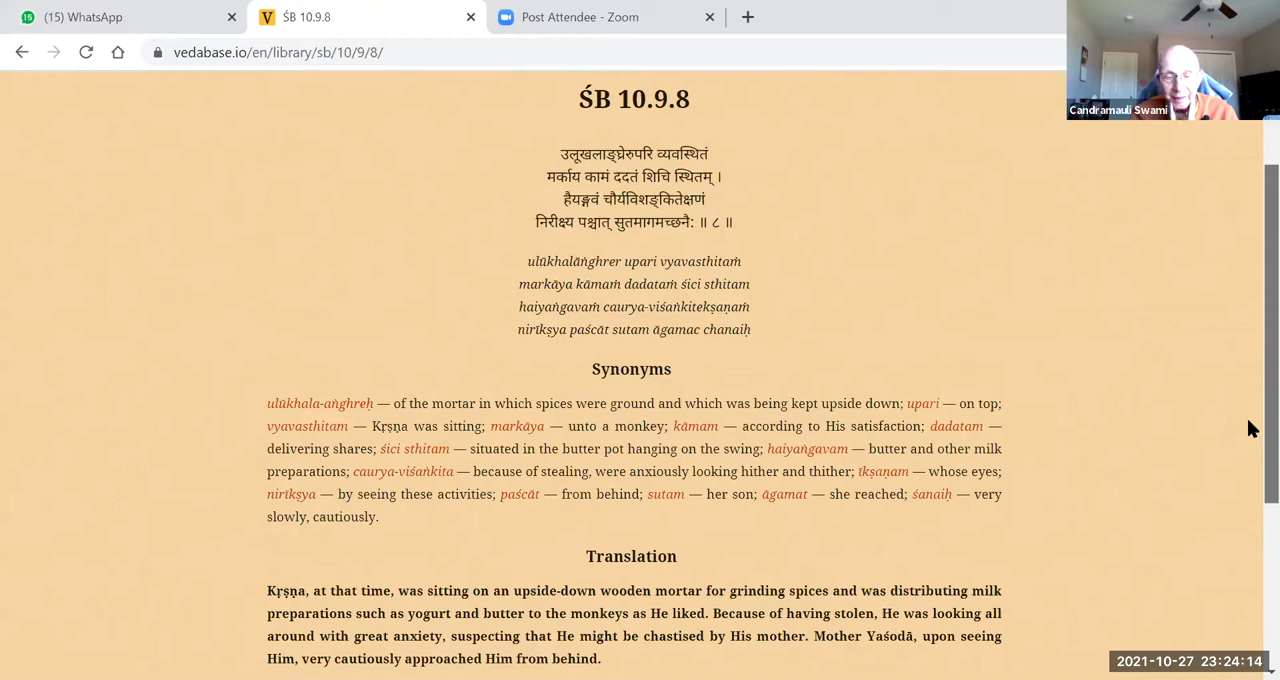 (15) WhatsApp
ŚB 10.9.8
Post Attendee - Zoom
vedabase.io/en/library/sb/10/9/8/
Candramauli Swami
ŚB 10.9.8
उलूखलाङ्घ्रेरुपरि व्यवस्थितं
मर्काय कामं ददतं शिचि स्थितम् ।
हैयङ्गवं चौर्यविशङ्कितेक्षणं
निरीक्ष्य पश्चात् सुतमागमच्छनै: ॥ ८ ॥
ulūkhalāṅghrer upari vyavasthitaṁ
markāya kāmaṁ dadataṁ śici sthitam
haiyaṅgavaṁ caurya-viśaṅkitekṣaṇaṁ
nirīkṣya paścāt sutam āgamac chanaiḥ
Synonyms
ulūkhala-aṅghreḥ — of the mortar in which spices were ground and which was being kept upside down; upari — on top;
vyavasthitam — Kṛṣṇa was sitting; markāya — unto a monkey; kāmam — according to His satisfaction; dadatam —
delivering shares; śici sthitam — situated in the butter pot hanging on the swing; haiyaṅgavam — butter and other milk
preparations; caurya-viśaṅkita — because of stealing, were anxiously looking hither and thither; īkṣaṇam — whose eyes;
nirīkṣya — by seeing these activities; paścāt — from behind; sutam — her son; āgamat — she reached; śanaiḥ — very
slowly, cautiously.
Translation
Kṛṣṇa, at that time, was sitting on an upside-down wooden mortar for grinding spices and was distributing milk
preparations such as yogurt and butter to the monkeys as He liked. Because of having stolen, He was looking all
around with great anxiety, suspecting that He might be chastised by His mother. Mother Yaśodā, upon seeing
Him, very cautiously approached Him from behind.
2021-10-27 23:24:14